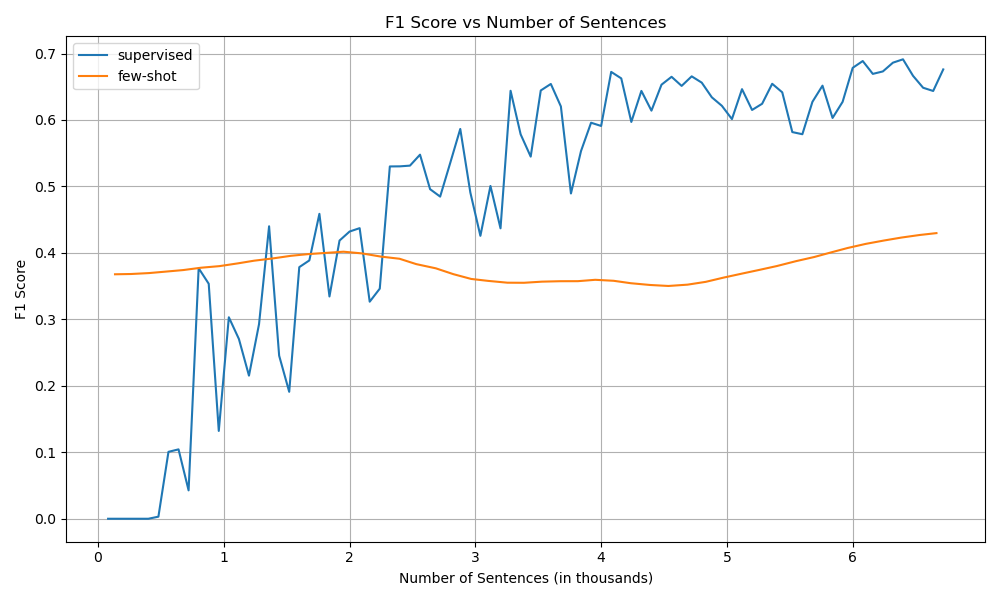 F1 Score vs Number of Sentences
supervised
few-shot
F1 Score
0.7
0.6
0.5
0.4
0.3
0.2
0.1
0.0
0 1 2 3 4 5 6
Number of Sentences (in thousands)